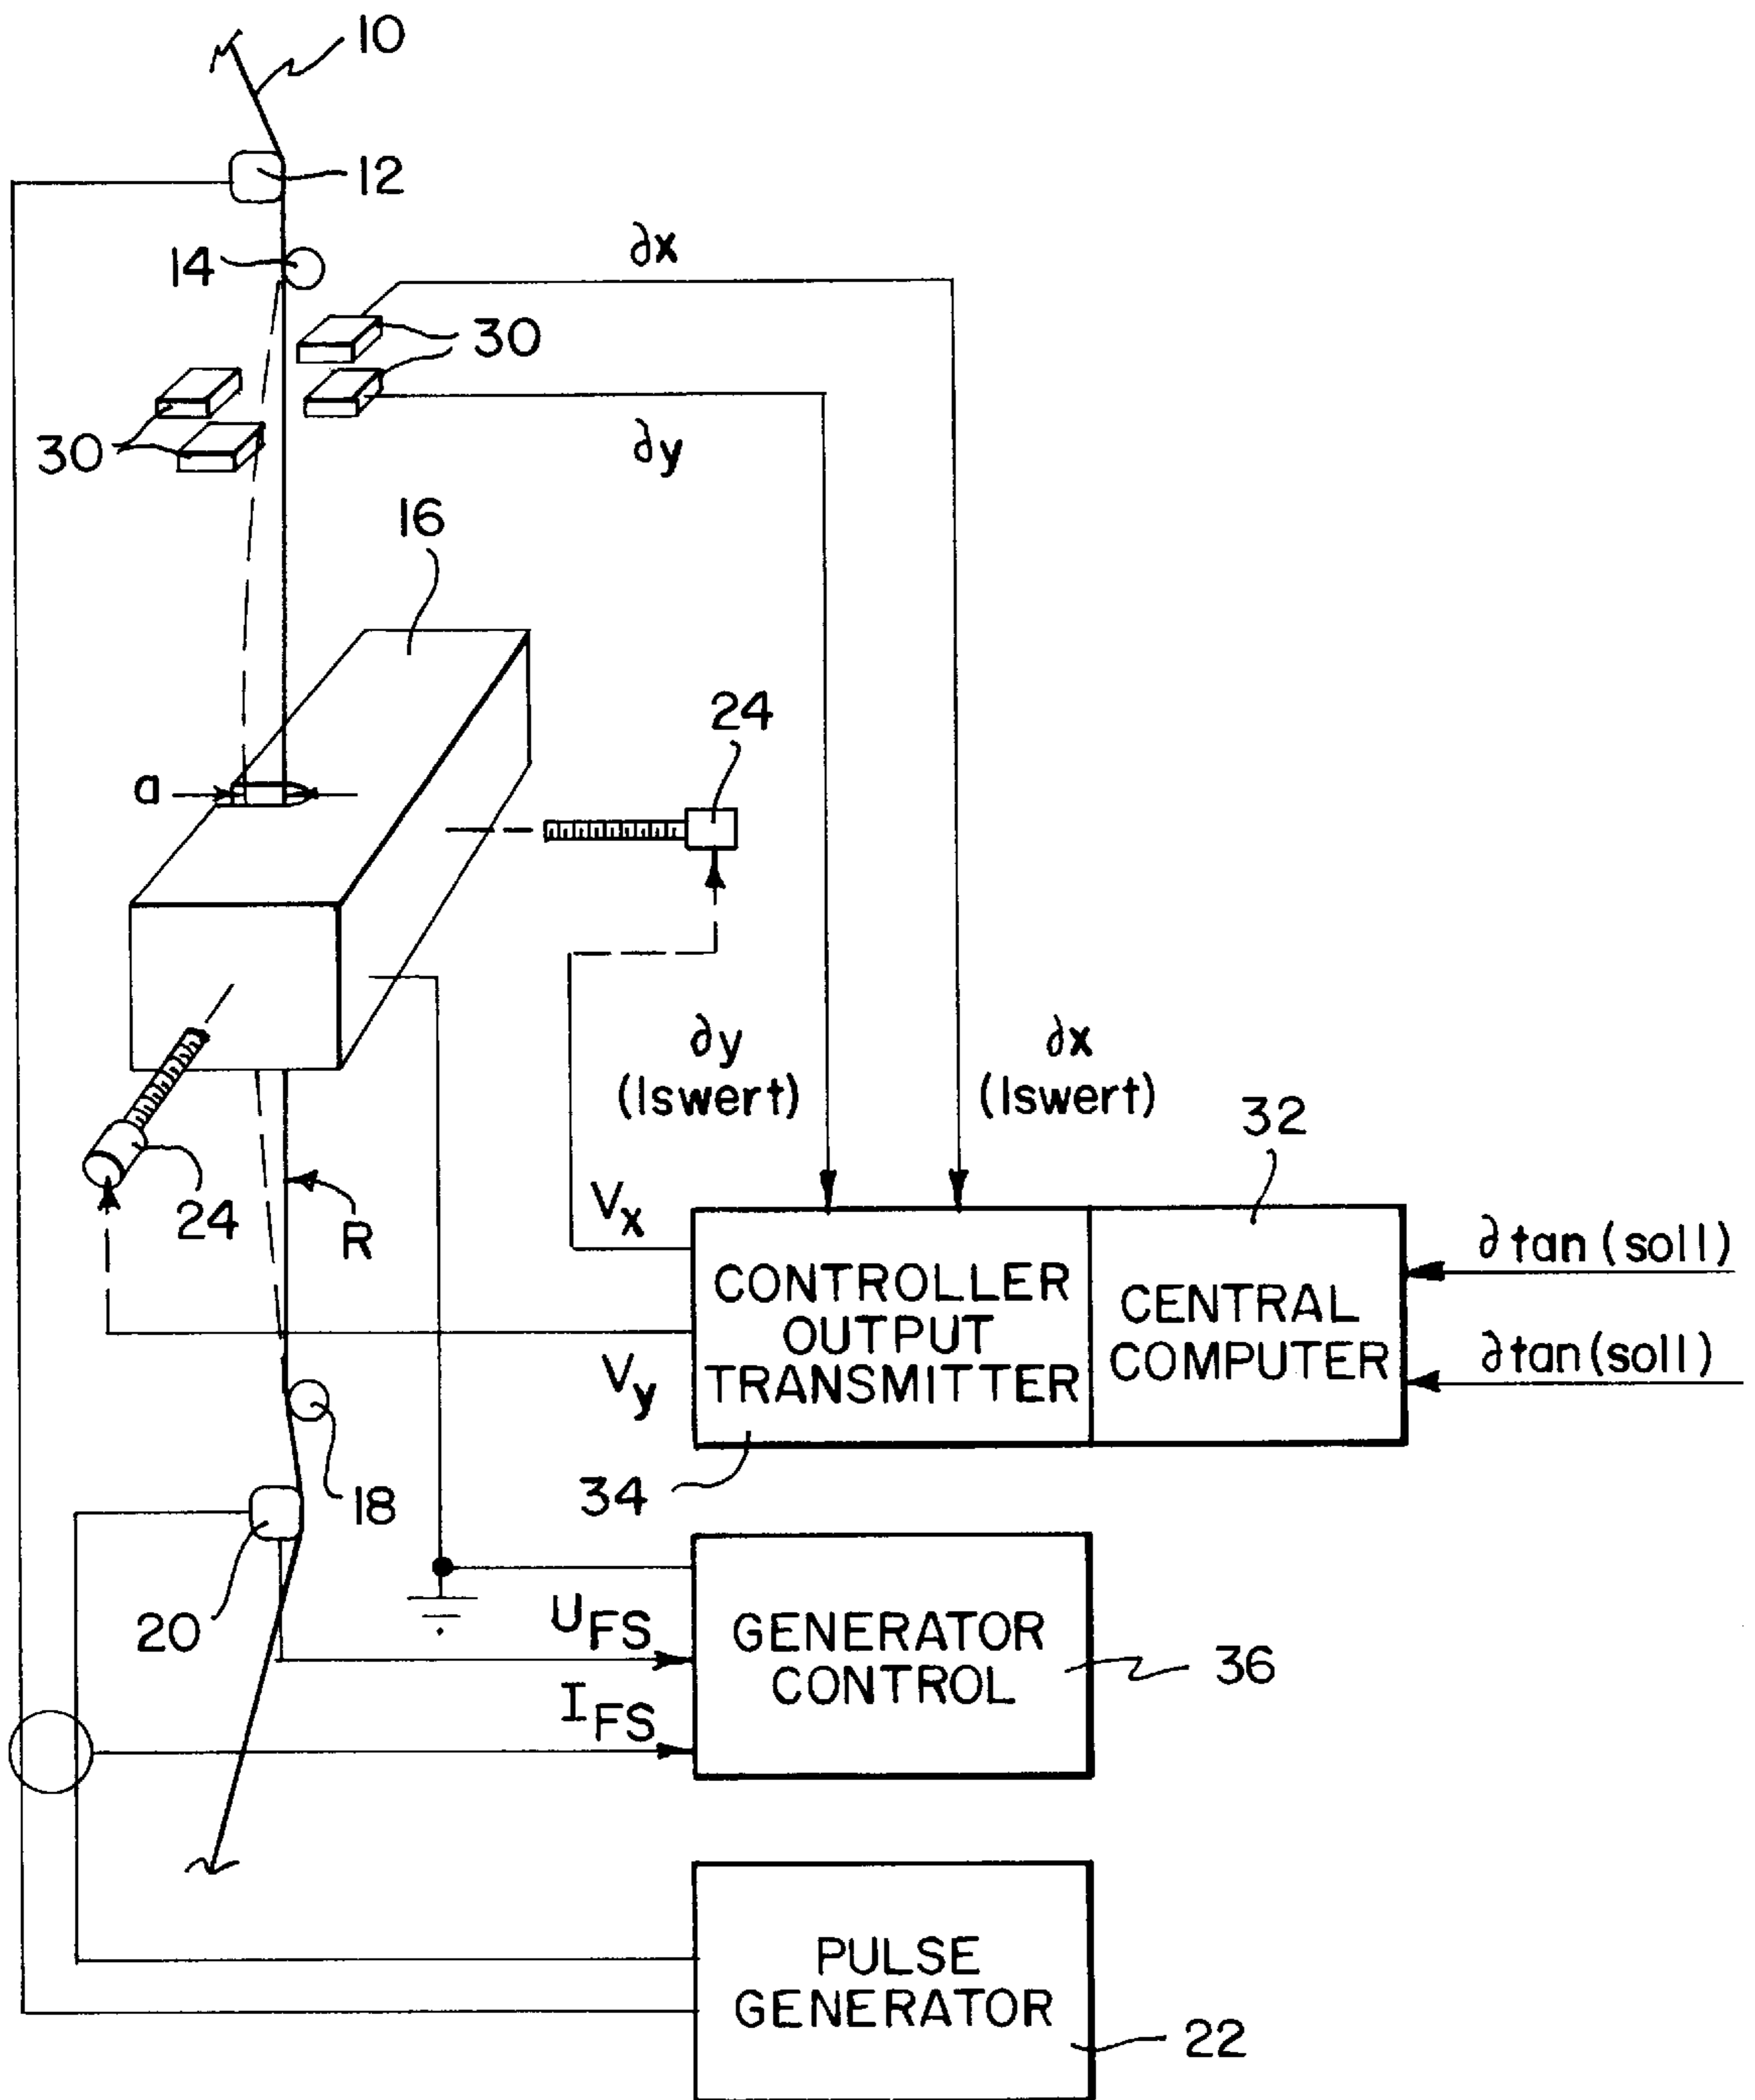 10
12
14
∂x
30
30
∂y
16
24
a
∂y
(Iswert)
∂x
(Iswert)
32
24
R
Vx
∂tan (soll)
CONTROLLER
OUTPUT
TRANSMITTER
CENTRAL
COMPUTER
∂tan (soll)
Vy
18
34
20
UFS
GENERATOR
CONTROL
36
IFS
PULSE
GENERATOR
22